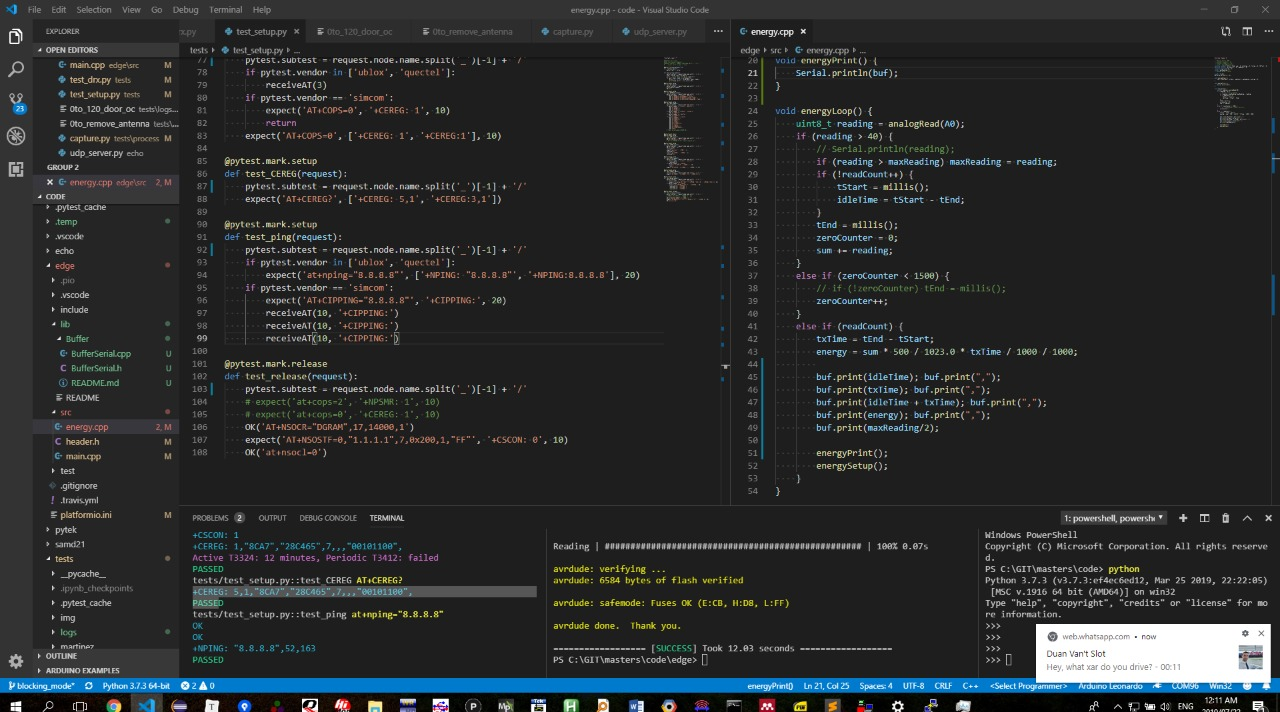 File Edit Selection View Go Debug Terminal Help
energy.cpp - code - Visual Studio Code
EXPLORER
OPEN EDITORS
main.cpp edge\src M
test_drx.py tests M
test_setup.py tests M
0to_120_door_oc tests\logs...
0to_remove_antenna tests\...
capture.py tests\process M
udp_server.py echo
GROUP 2
energy.cpp edge\src 2, M
CODE
.pytest_cache
.temp
.vscode
echo
edge
.pio
.vscode
include
lib
Buffer
BufferSerial.cpp U
BufferSerial.h U
README.md U
README
src
energy.cpp 2, M
header.h M
main.cpp M
test
.gitignore
.travis.yml
platformio.ini M
pytek
samd21
tests
__pycache__
.ipynb_checkpoints
.pytest_cache
img
logs
martinez
OUTLINE
ARDUINO EXAMPLES
23
s.py
test_setup.py
0to_120_door_oc
0to_remove_antenna
capture.py
udp_server.py
tests test_setup.py ...
77 pytest.subtest = request.node.name.split('_')[-1] + '/'
78 if pytest.vendor in ['ublox', 'quectel']:
79 receiveAT(3)
80 if pytest.vendor == 'simcom':
81 expect('AT+COPS=0', '+CEREG: 1', 10)
82 return
83 expect('AT+COPS=0', ['+CEREG: 1', '+CEREG:1'], 10)
84
85 @pytest.mark.setup
86 def test_CEREG(request):
87 pytest.subtest = request.node.name.split('_')[-1] + '/'
88 expect('AT+CEREG?', ['+CEREG: 5,1', '+CEREG:3,1'])
89
90 @pytest.mark.setup
91 def test_ping(request):
92 pytest.subtest = request.node.name.split('_')[-1] + '/'
93 if pytest.vendor in ['ublox', 'quectel']:
94 expect('at+nping="8.8.8.8"', ['+NPING: "8.8.8.8"', '+NPING:8.8.8.8'], 20)
95 if pytest.vendor == 'simcom':
96 expect('AT+CIPPING="8.8.8.8"', '+CIPPING:', 20)
97 receiveAT(10, '+CIPPING:')
98 receiveAT(10, '+CIPPING:')
99 receiveAT(10, '+CIPPING:')
100
101 @pytest.mark.release
102 def test_release(request):
103 pytest.subtest = request.node.name.split('_')[-1] + '/'
104 # expect('at+cops=2', '+NPSMR: 1', 10)
105 # expect('at+cops=0', '+CEREG: 1', 10)
106 OK('AT+NSOCR="DGRAM",17,14000,1')
107 expect('AT+NSOSTF=0,"1.1.1.1",7,0x200,1,"FF"', '+CSCON: 0', 10)
108 OK('at+nsocl=0')
energy.cpp
edge src energy.cpp ...
20 void energyPrint() {
21 Serial.println(buf);
22 }
23
24 void energyLoop() {
25 uint8_t reading = analogRead(A0);
26 if (reading > 40) {
27 // Serial.println(reading);
28 if (reading > maxReading) maxReading = reading;
29 if (!readCount++) {
30 tStart = millis();
31 idleTime = tStart - tEnd;
32 }
33 tEnd = millis();
34 zeroCounter = 0;
35 sum += reading;
36 }
37 else if (zeroCounter < 1500) {
38 // if (!zeroCounter) tEnd = millis();
39 zeroCounter++;
40 }
41 else if (readCount) {
42 txTime = tEnd - tStart;
43 energy = sum * 500 / 1023.0 * txTime / 1000 / 1000;
44
45 buf.print(idleTime); buf.print(",");
46 buf.print(txTime); buf.print(",");
47 buf.print(idleTime + txTime); buf.print(",");
48 buf.print(energy); buf.print(",");
49 buf.print(maxReading/2);
50
51 energyPrint();
52 energySetup();
53 }
54 }
PROBLEMS 2 OUTPUT DEBUG CONSOLE TERMINAL
1: powershell, powershe
+CSCON: 1
+CEREG: 1,"8CA7","28C465",7,,,"00101100",
Active T3324: 12 minutes, Periodic T3412: failed
PASSED
tests/test_setup.py::test_CEREG AT+CEREG?
+CEREG: 5,1,"8CA7","28C465",7,,,"00101100",
PASSED
tests/test_setup.py::test_ping at+nping="8.8.8.8"
OK
OK
+NPING: "8.8.8.8",52,163
PASSED
Reading | ################################################## | 100% 0.07s
avrdude: verifying ...
avrdude: 6584 bytes of flash verified
avrdude: safemode: Fuses OK (E:CB, H:D8, L:FF)
avrdude done. Thank you.
================== [SUCCESS] Took 12.03 seconds ==================
PS C:\GIT\masters\code\edge>
Windows PowerShell
Copyright (C) Microsoft Corporation. All rights reserve
d.
PS C:\GIT\masters\code> python
Python 3.7.3 (v3.7.3:ef4ec6ed12, Mar 25 2019, 22:22:05)
[MSC v.1916 64 bit (AMD64)] on win32
Type "help", "copyright", "credits" or "license" for mo
re information.
>>>
>>>
>>>
>>>
web.whatsapp.com • now
Duan Van't Slot
Hey, what xar do you drive? - 00:11
blocking_mode* Python 3.7.3 64-bit 2 0
energyPrint() Ln 21, Col 25 Spaces: 4 UTF-8 CRLF C++ <Select Programmer> Arduino Leonardo COM96 Win32
12:11 AM